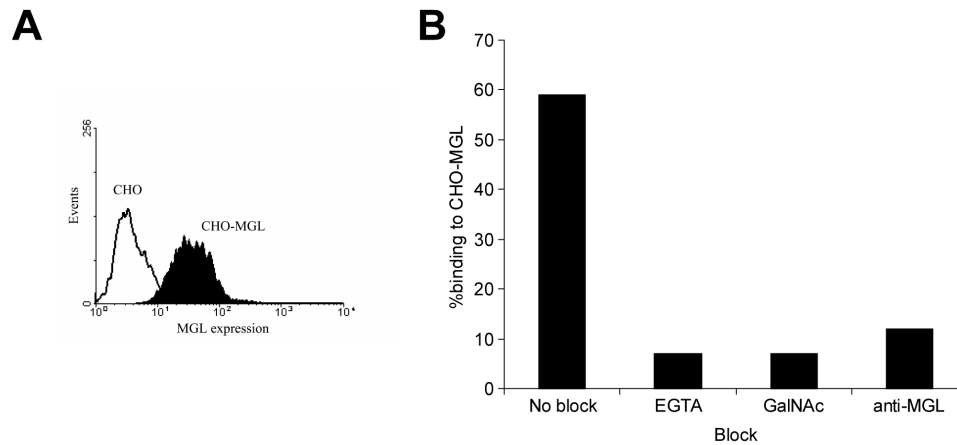 A
256
Events
0
CHO
CHO-MGL
10⁰ 10¹ 10² 10³ 10⁴
MGL expression
B
%binding to CHO-MGL
70
60
50
40
30
20
10
0
No block EGTA GalNAc anti-MGL
Block